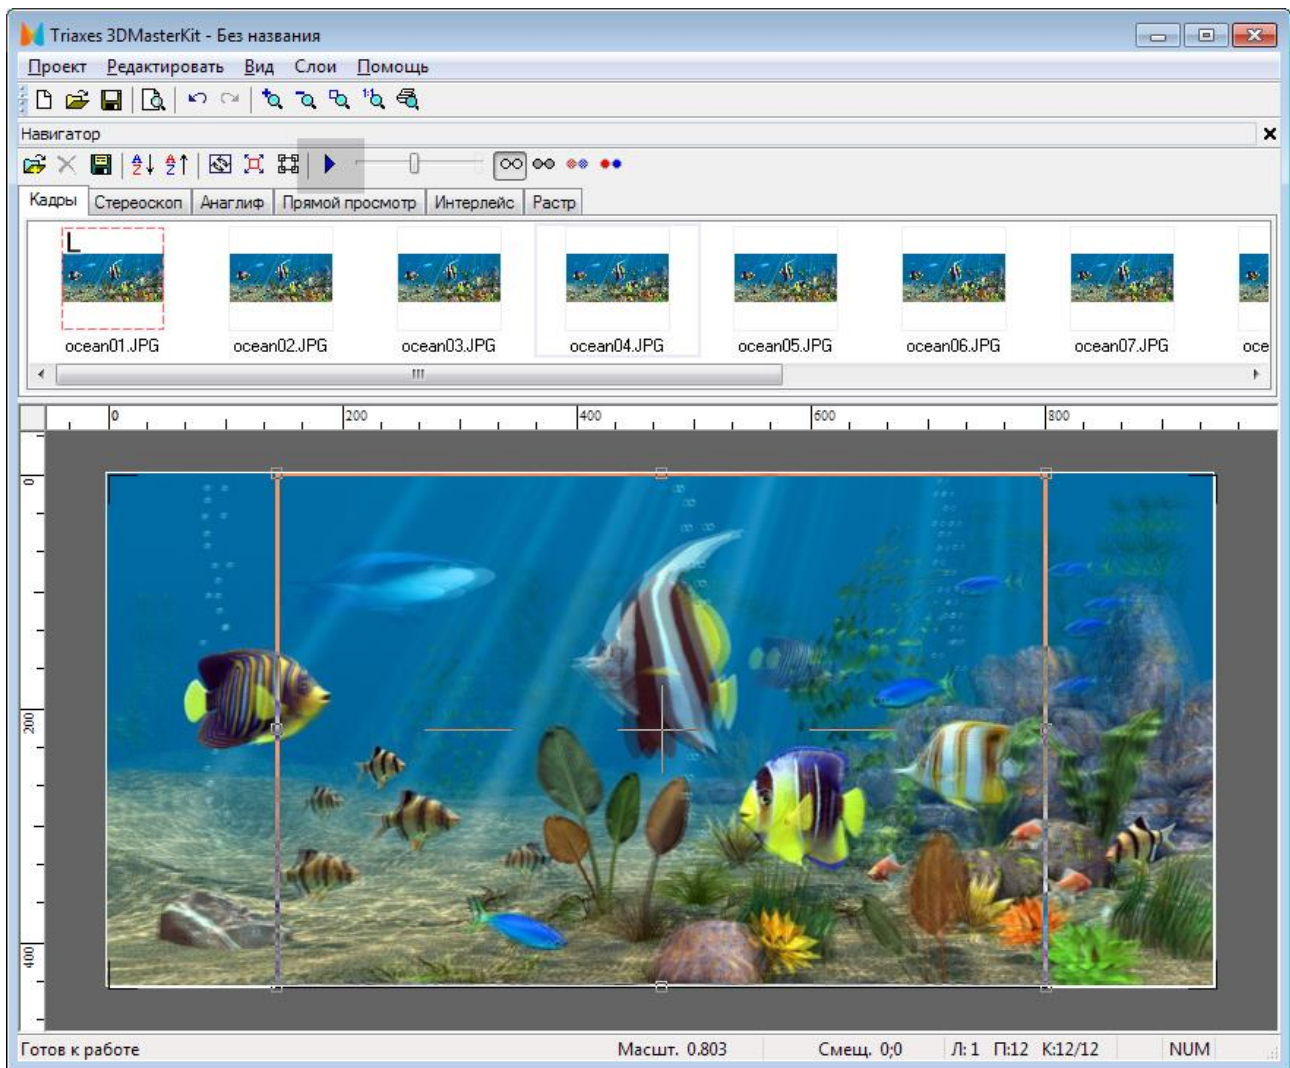 Triaxes 3DMasterKit - Без названия
Проект Редактировать Вид Слои Помощь
Навигатор
Кадры Стереоскоп Анаглиф Прямой просмотр Интерлейс Растр
L
ocean01.JPG ocean02.JPG ocean03.JPG ocean04.JPG ocean05.JPG ocean06.JPG ocean07.JPG oce
0 200 400 600 800
0
200
400
Готов к работе Масшт. 0.803 Смещ. 0;0 Л: 1 П:12 К:12/12 NUM